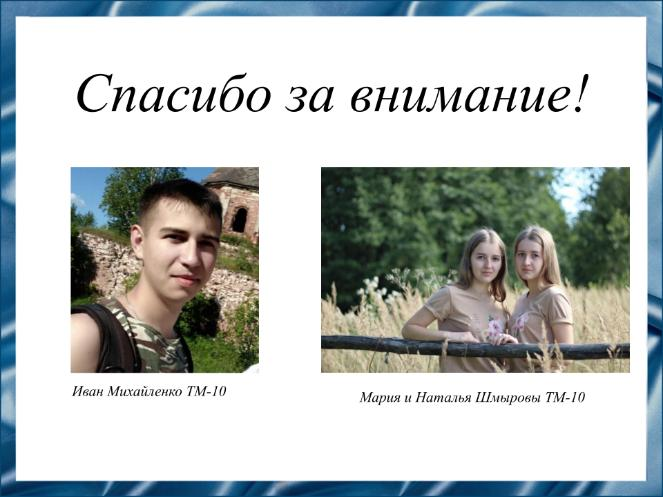 Спасибо за внимание!
Иван Михайленко ТМ-10
Мария и Наталья Шмыровы ТМ-10